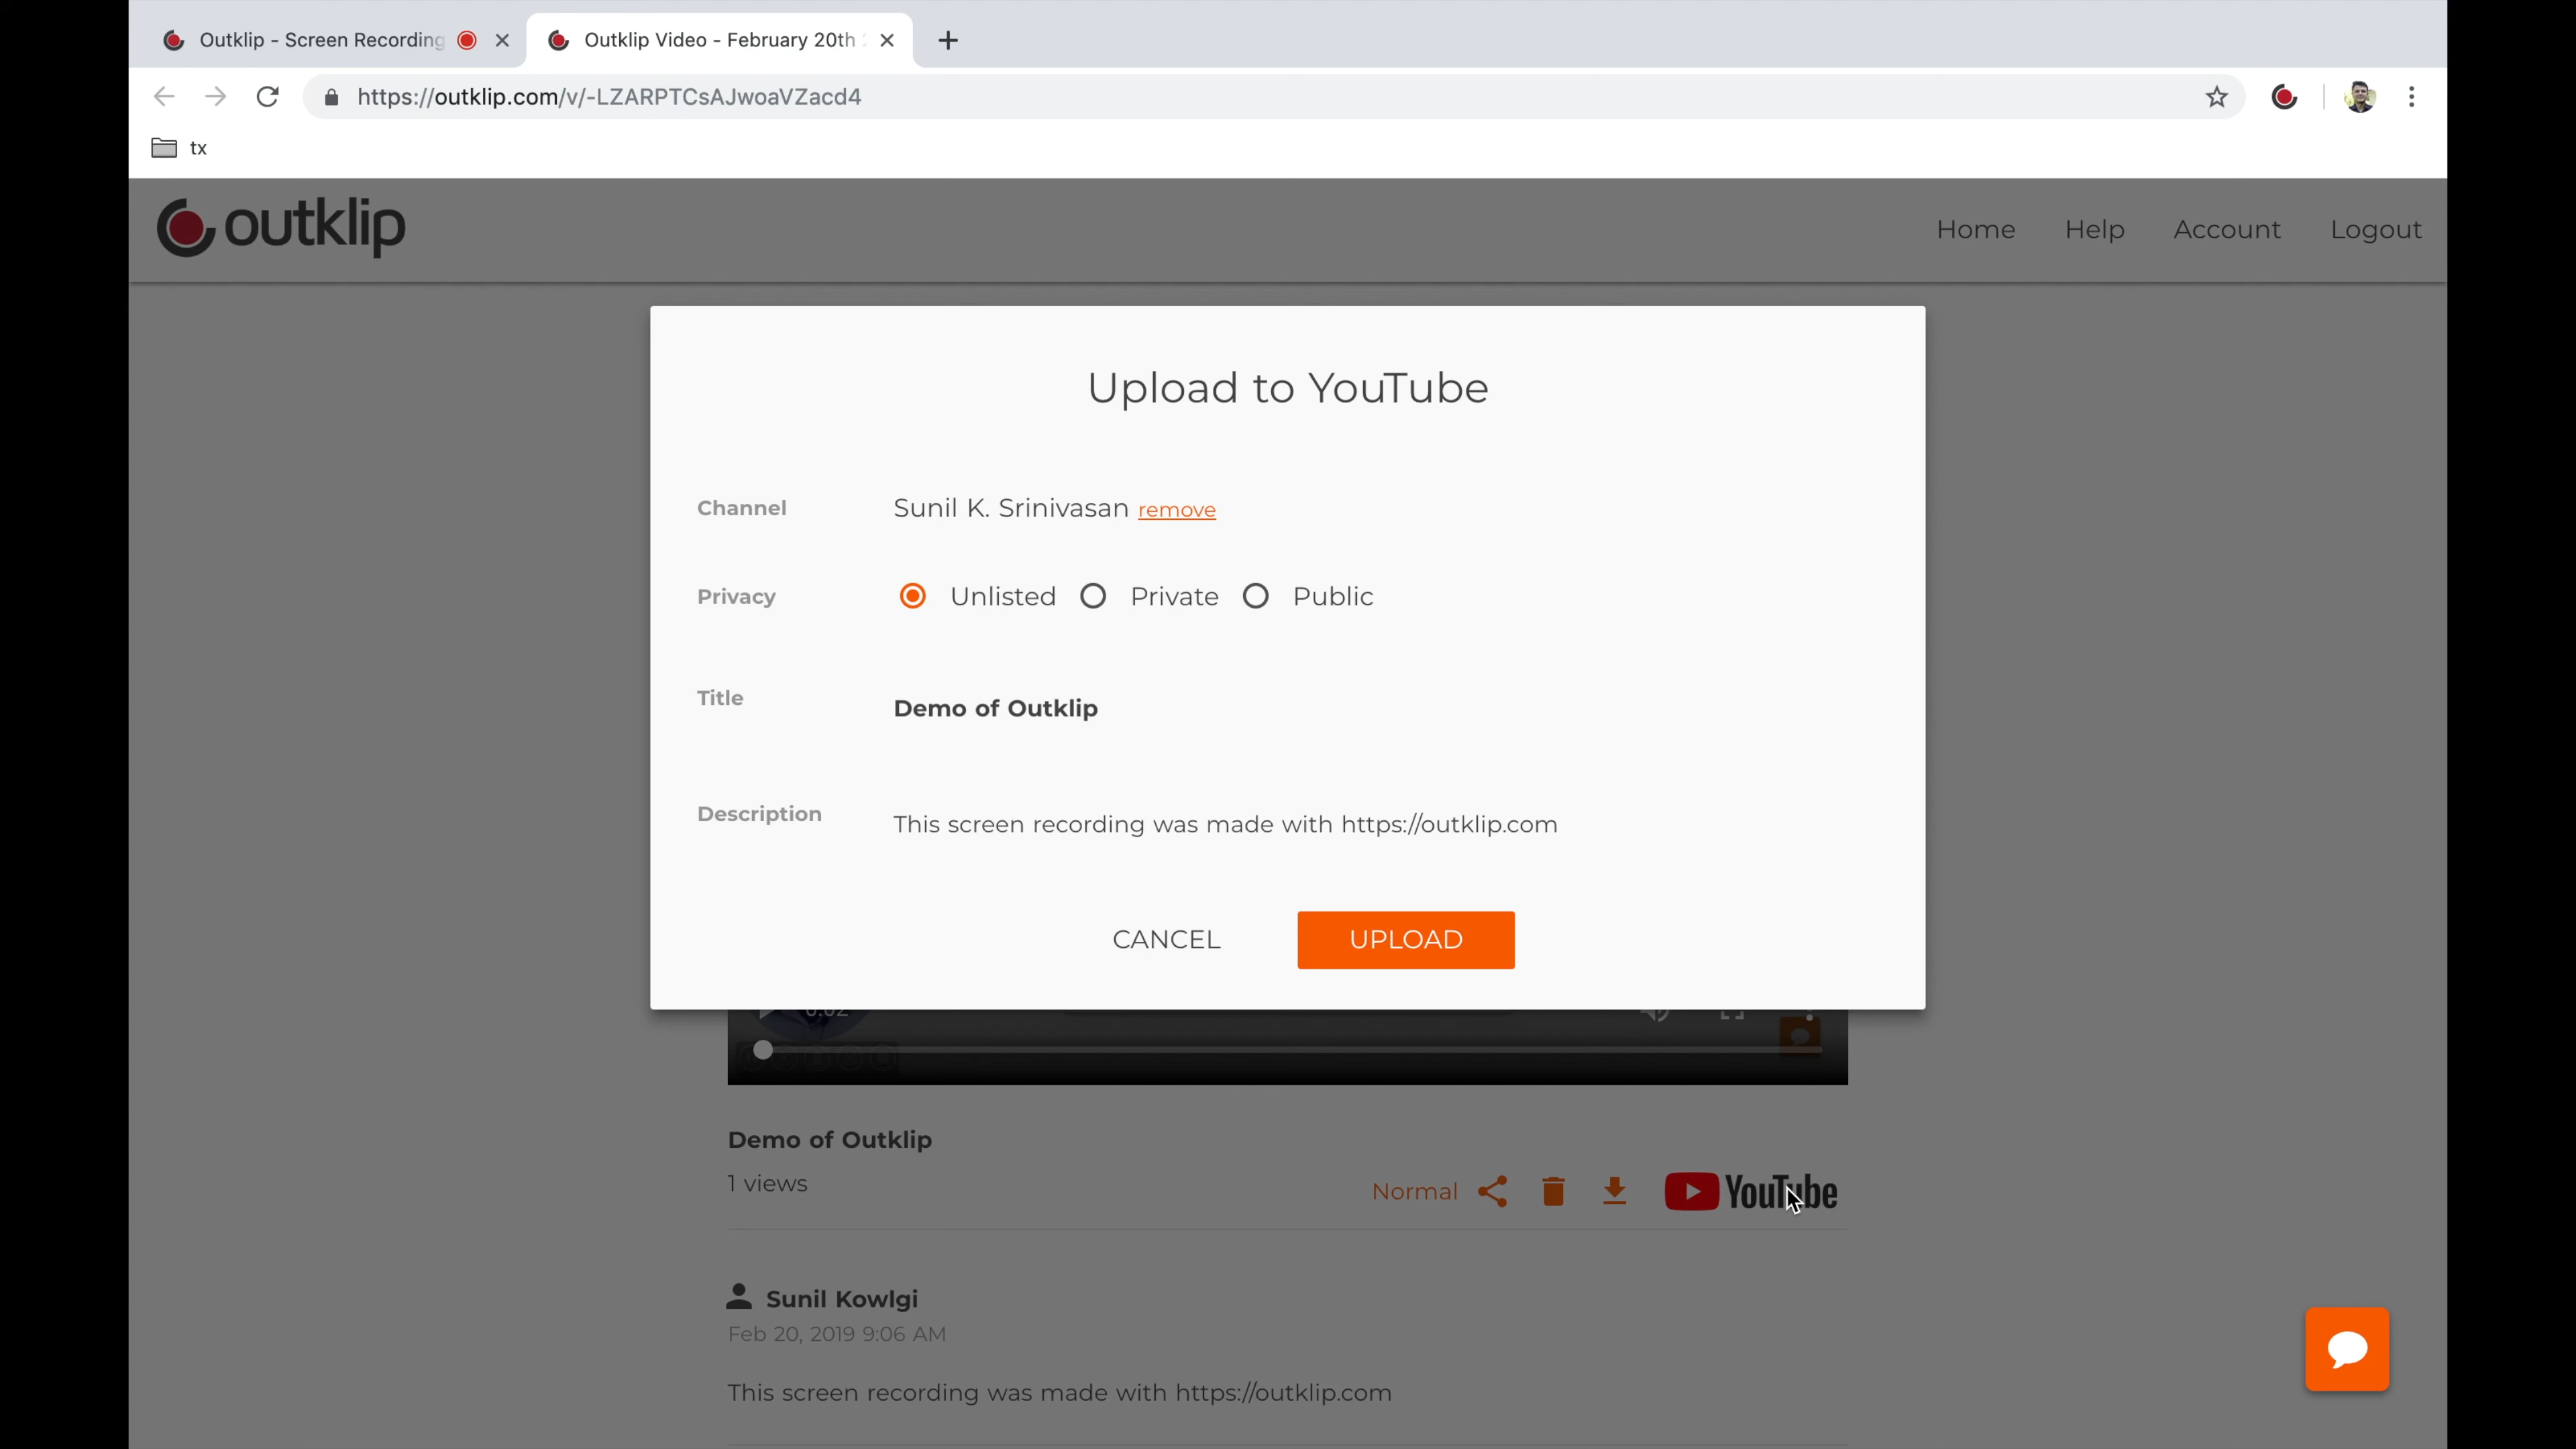 Outklip - Screen Recording
Outklip Video - February 20th
https://outklip.com/v/-LZARPTCsAJwoaVZacd4
tx
outklip
Home Help Account Logout
Upload to YouTube
Channel Sunil K. Srinivasan remove
Privacy Unlisted Private Public
Title Demo of Outklip
Description This screen recording was made with https://outklip.com
CANCEL UPLOAD
0:02
Demo of Outklip
1 views
Normal YouTube
Sunil Kowlgi
Feb 20, 2019 9:06 AM
This screen recording was made with https://outklip.com